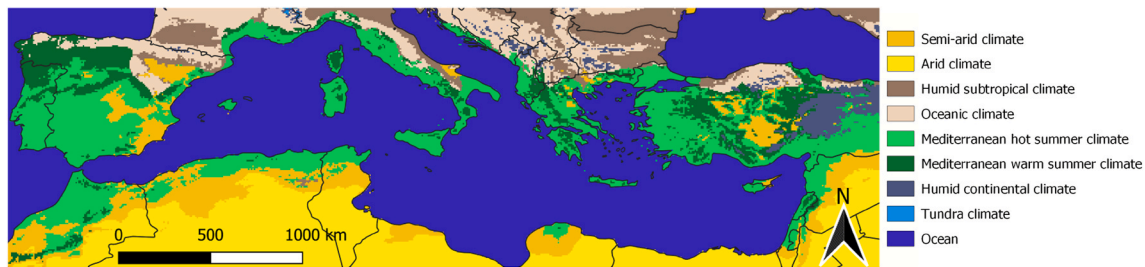 Semi-arid climate
Arid climate
Humid subtropical climate
Oceanic climate
Mediterranean hot summer climate
Mediterranean warm summer climate
Humid continental climate
Tundra climate
Ocean
N
0 500 1000 km